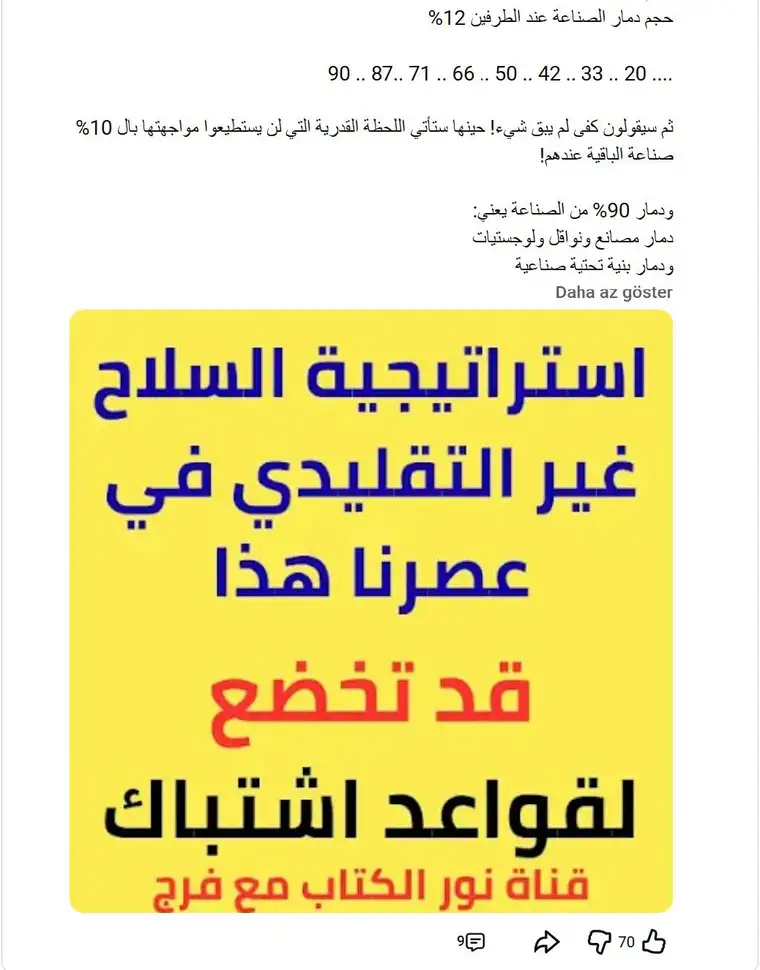 حجم دمار الصناعة عند الطرفين 12%
.... 20 .. 33 .. 42 .. 50 .. 66 .. 71 ..87 .. 90
ثم سيقولون كفى لم يبق شيء! حينها ستأتي اللحظة القدرية التي لن يستطيعوا مواجهتها بال 10%
صناعة الباقية عندهم!
ودمار 90% من الصناعة يعني:
دمار مصانع ونواقل ولوجستيات
ودمار بنية تحتية صناعية
Daha az göster
استراتيجية السلاح
غير التقليدي في
عصرنا هذا
قد تخضع
لقواعد اشتباك
قناة نور الكتاب مع فرج
70
9